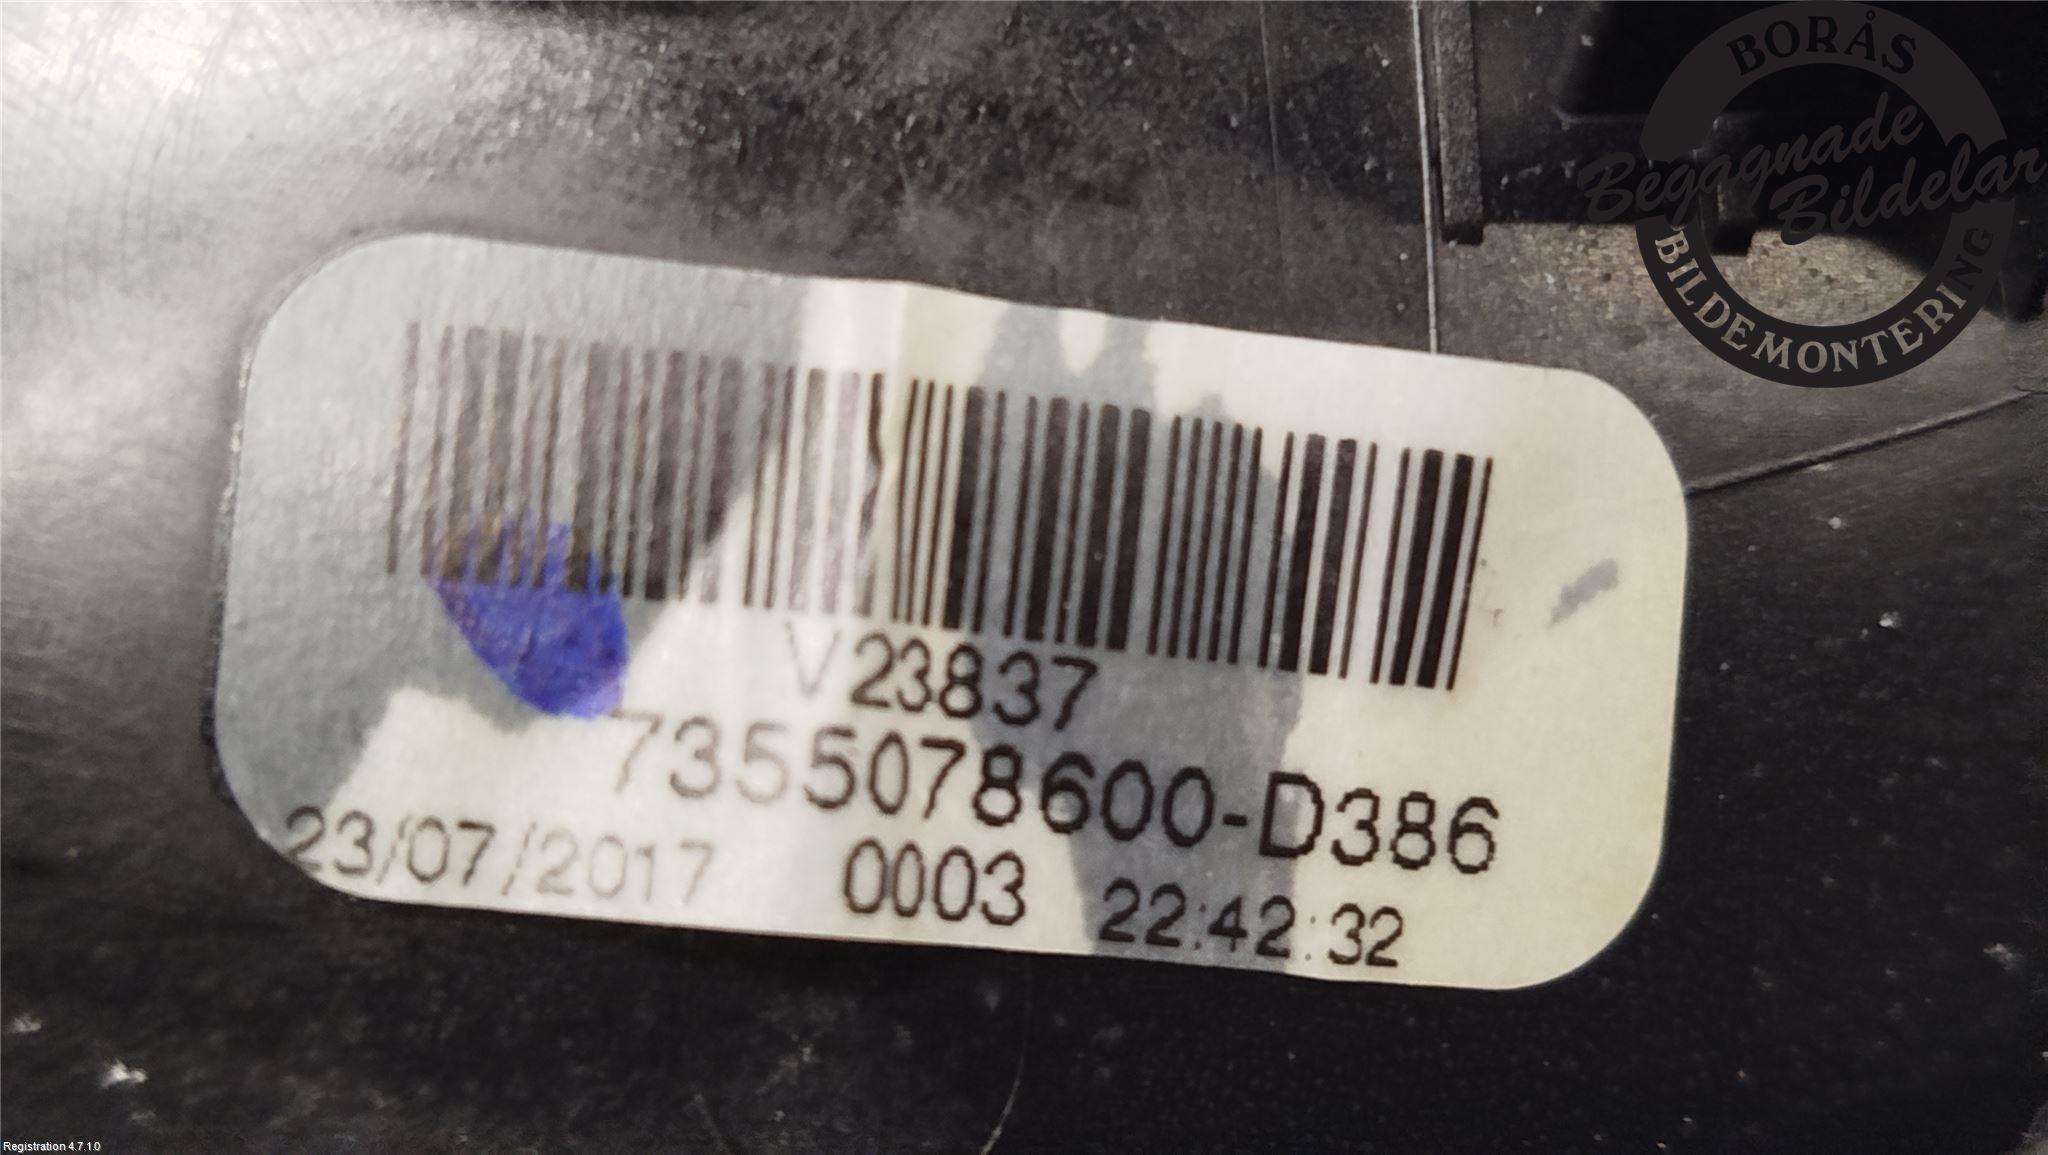 BORÅS
Begagnade
Bildelar
BILDEMONTERING
V23837
7355078600-D386
23/07/2017 0003 22:42:32
Registration 4.7.1.0